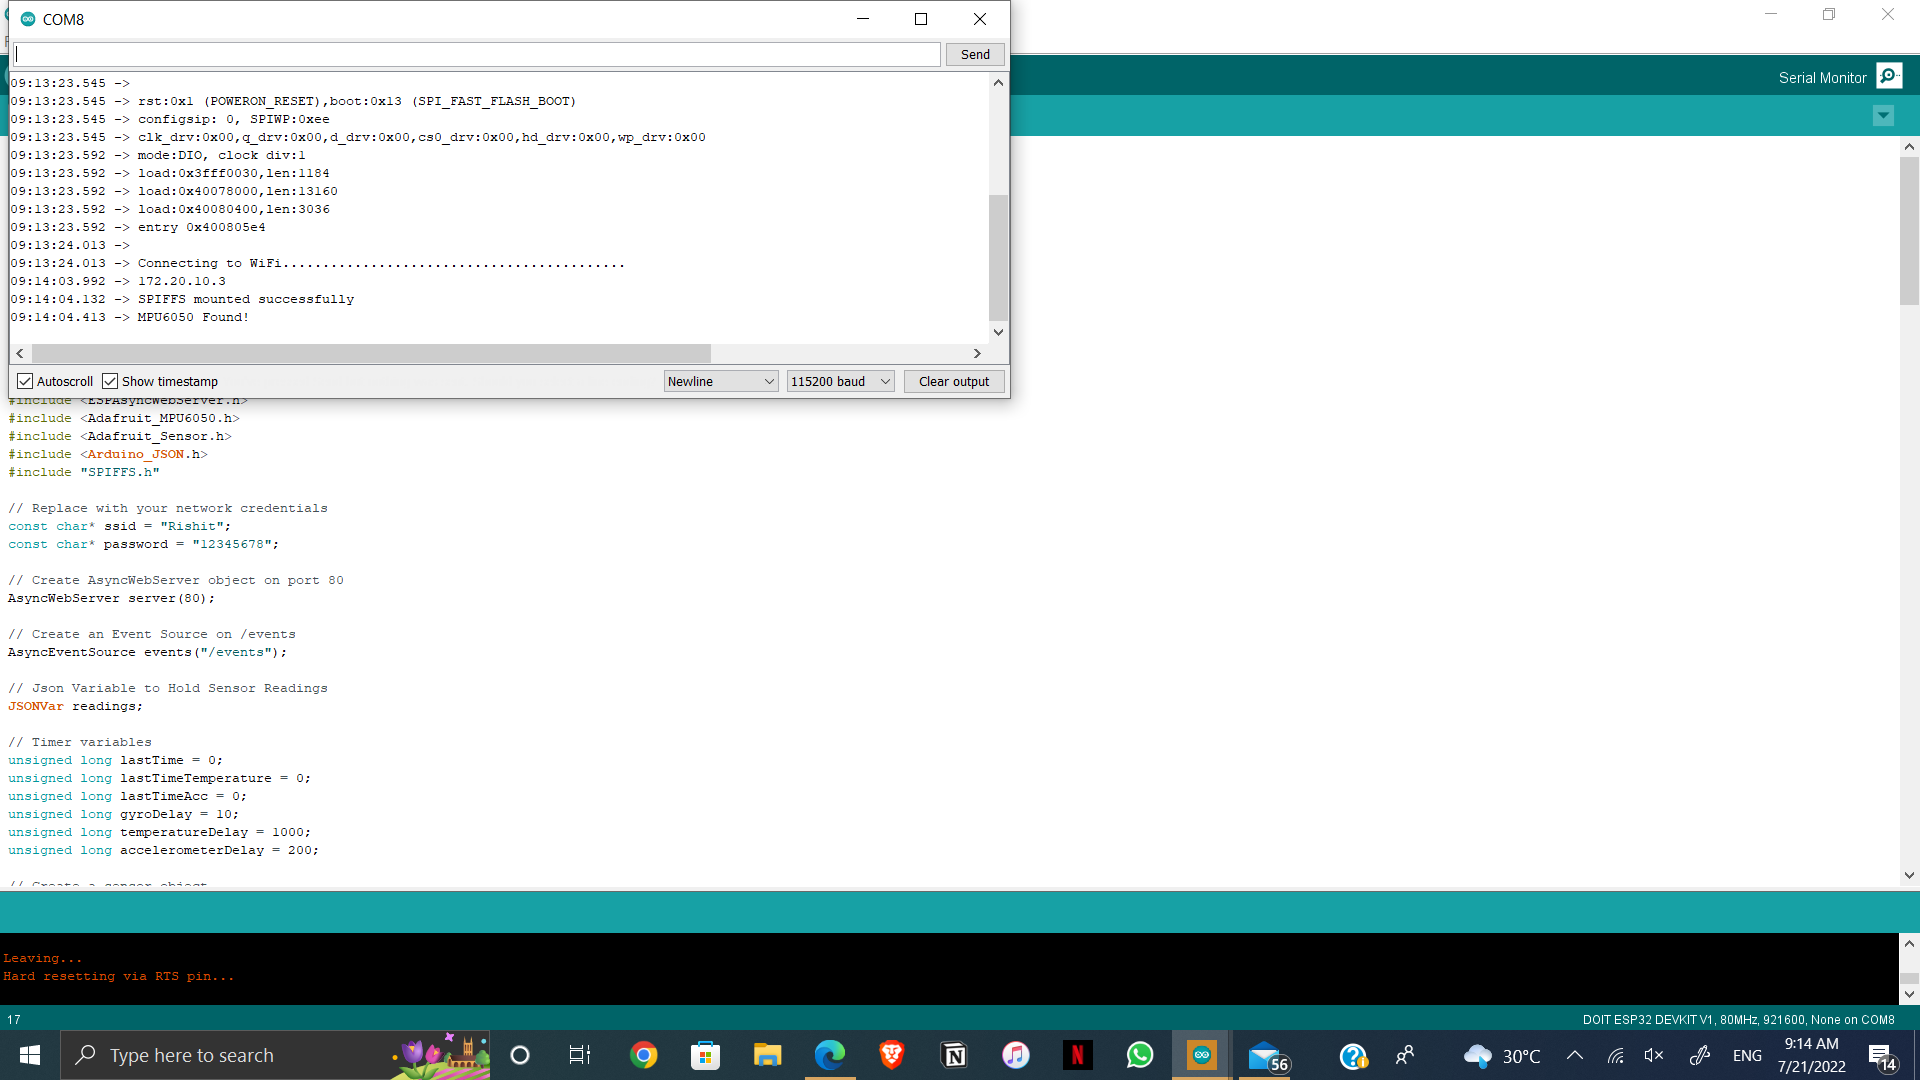 COM8
Send
09:13:23.545 ->
09:13:23.545 -> rst:0x1 (POWERON_RESET),boot:0x13 (SPI_FAST_FLASH_BOOT)
09:13:23.545 -> configsip: 0, SPIWP:0xee
09:13:23.545 -> clk_drv:0x00,q_drv:0x00,d_drv:0x00,cs0_drv:0x00,hd_drv:0x00,wp_drv:0x00
09:13:23.592 -> mode:DIO, clock div:1
09:13:23.592 -> load:0x3fff0030,len:1184
09:13:23.592 -> load:0x40078000,len:13160
09:13:23.592 -> load:0x40080400,len:3036
09:13:23.592 -> entry 0x400805e4
09:13:24.013 ->
09:13:24.013 -> Connecting to WiFi...........................................
09:14:03.992 -> 172.20.10.3
09:14:04.132 -> SPIFFS mounted successfully
09:14:04.413 -> MPU6050 Found!
Autoscroll Show timestamp Newline 115200 baud Clear output
Serial Monitor
#include <ESPAsyncWebServer.h>
#include <Adafruit_MPU6050.h>
#include <Adafruit_Sensor.h>
#include <Arduino_JSON.h>
#include "SPIFFS.h"
// Replace with your network credentials
const char* ssid = "Rishit";
const char* password = "12345678";
// Create AsyncWebServer object on port 80
AsyncWebServer server(80);
// Create an Event Source on /events
AsyncEventSource events("/events");
// Json Variable to Hold Sensor Readings
JSONVar readings;
// Timer variables
unsigned long lastTime = 0;
unsigned long lastTimeTemperature = 0;
unsigned long lastTimeAcc = 0;
unsigned long gyroDelay = 10;
unsigned long temperatureDelay = 1000;
unsigned long accelerometerDelay = 200;
// Create a sensor object
Leaving...
Hard resetting via RTS pin...
17
DOIT ESP32 DEVKIT V1, 80MHz, 921600, None on COM8
Type here to search
56
30°C
ENG
9:14 AM
7/21/2022
14